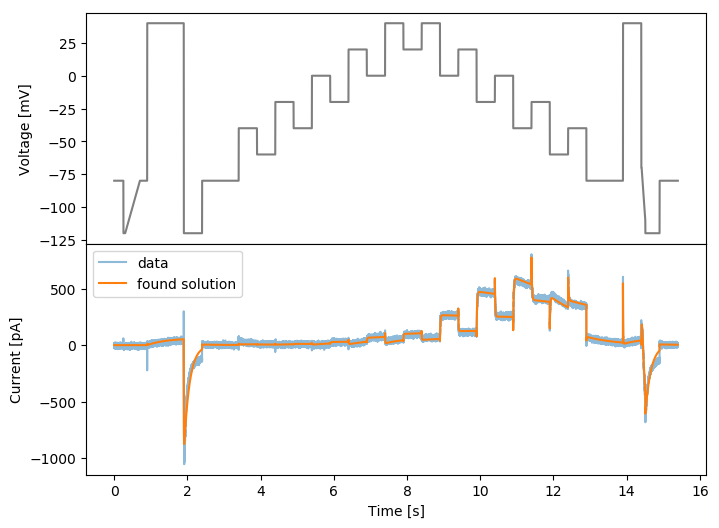 25
0
−25
−50
−75
−100
−125
Voltage [mV]
data
found solution
500
0
−500
−1000
Current [pA]
0 2 4 6 8 10 12 14 16
Time [s]